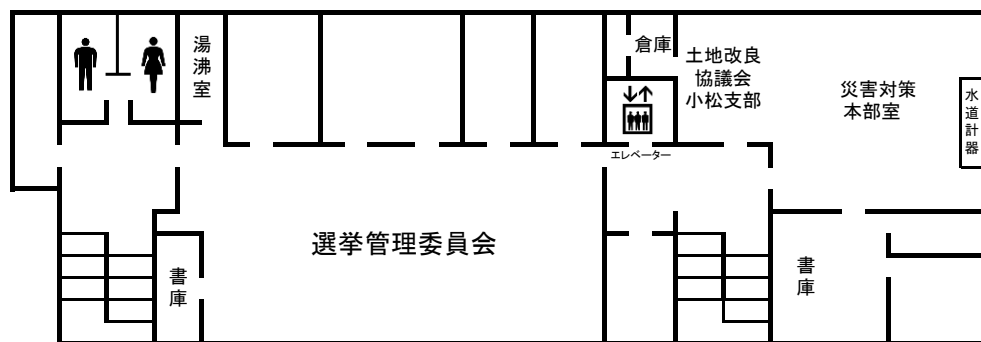 湯沸室
倉庫
土地改良
協議会
小松支部
災害対策
本部室
水道計器
エレベーター
選挙管理委員会
書庫
書庫